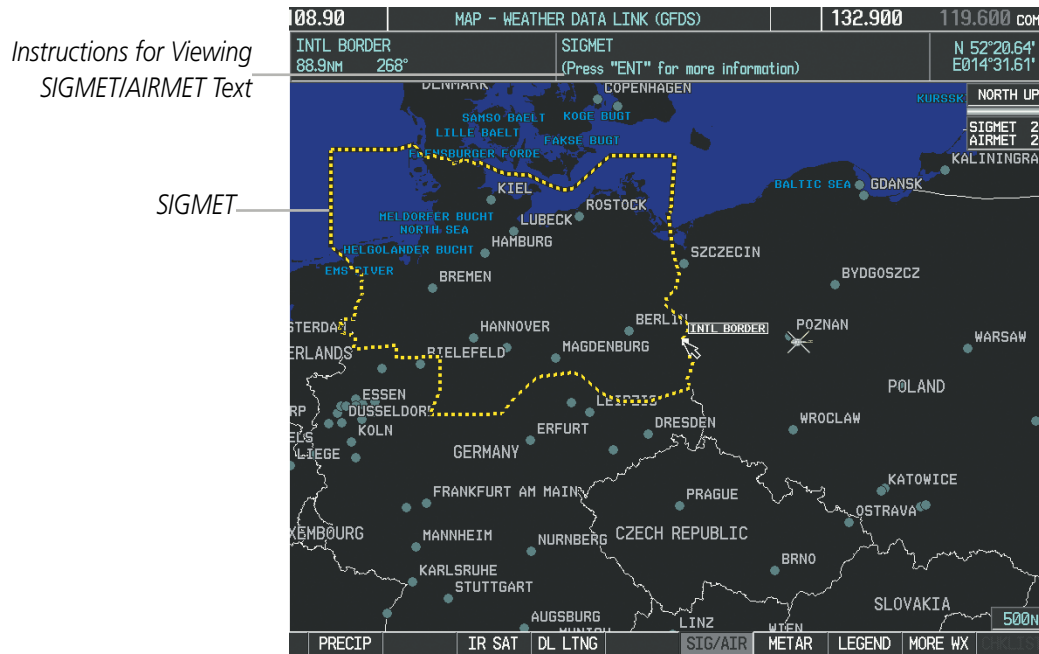 108.90 MAP - WEATHER DATA LINK (GFDS) 132.900 119.600 COM
Instructions for Viewing
SIGMET/AIRMET Text
INTL BORDER
88.9NM 268°
SIGMET
(Press "ENT" for more information)
N 52°20.64'
E014°31.61'
DENMARK
COPENHAGEN
KURSSK
NORTH UP
SAMSO BAELT
KOGE BUGT
LILLE BAELT
FAKSE BUGT
SIGMET 2
AIRMET 2
FLENSBURGER FORDE
KALININGRA
SIGMET
KIEL
BALTIC SEA
GDANSK
ROSTOCK
MELDORFER BUCHT
LUBECK
NORTH SEA
HAMBURG
HELGOLANDER BUCHT
SZCZECIN
EMS RIVER
BREMEN
BYDGOSZCZ
STERDA
HANNOVER
BERLIN
INTL BORDER
POZNAN
WARSAW
ERLANDS
BIELEFELD
MAGDENBURG
POLAND
ESSEN
LEIPZIG
RP
DUSSELDORF
WROCLAW
ELS
KOLN
ERFURT
DRESDEN
LIEGE
GERMANY
KATOWICE
FRANKFURT AM MAIN
PRAGUE
OSTRAVA
XEMBOURG
MANNHEIM
NURNBERG
CZECH REPUBLIC
BRNO
KARLSRUHE
STUTTGART
SLOVAKIA
AUGSBURG
LINZ
500N
MUNICH
WIEN
PRECIP IR SAT DL LTNG SIG/AIR METAR LEGEND MORE WX CHKLIST